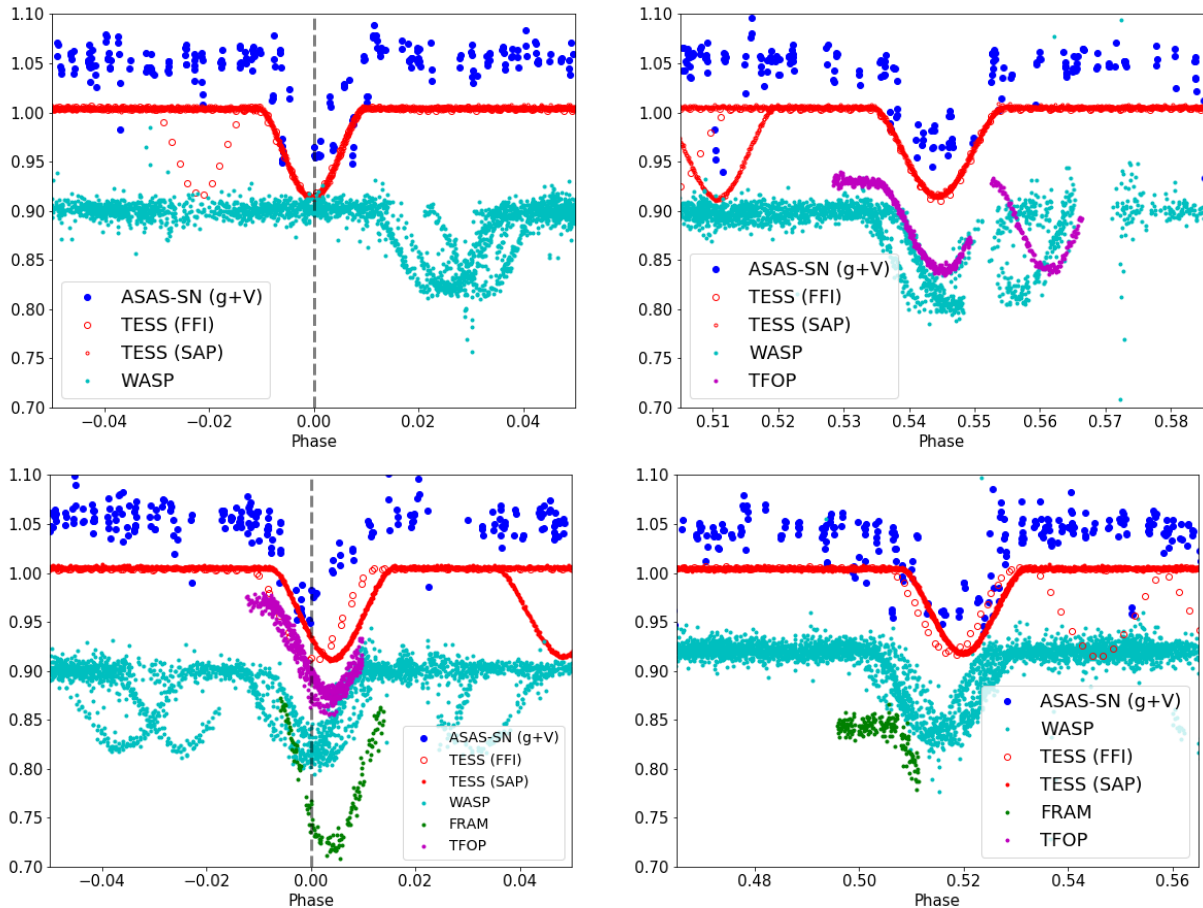 1.10
1.05
1.00
0.95
0.90
0.85
0.80
0.75
0.70
ASAS-SN (g+V)
TESS (FFI)
TESS (SAP)
WASP
−0.04 −0.02 0.00 0.02 0.04
Phase
1.10
1.05
1.00
0.95
0.90
0.85
0.80
0.75
0.70
ASAS-SN (g+V)
TESS (FFI)
TESS (SAP)
WASP
TFOP
0.51 0.52 0.53 0.54 0.55 0.56 0.57 0.58
Phase
1.10
1.05
1.00
0.95
0.90
0.85
0.80
0.75
0.70
ASAS-SN (g+V)
TESS (FFI)
TESS (SAP)
WASP
FRAM
TFOP
−0.04 −0.02 0.00 0.02 0.04
Phase
1.10
1.05
1.00
0.95
0.90
0.85
0.80
0.75
0.70
ASAS-SN (g+V)
WASP
TESS (FFI)
TESS (SAP)
FRAM
TFOP
0.48 0.50 0.52 0.54 0.56
Phase